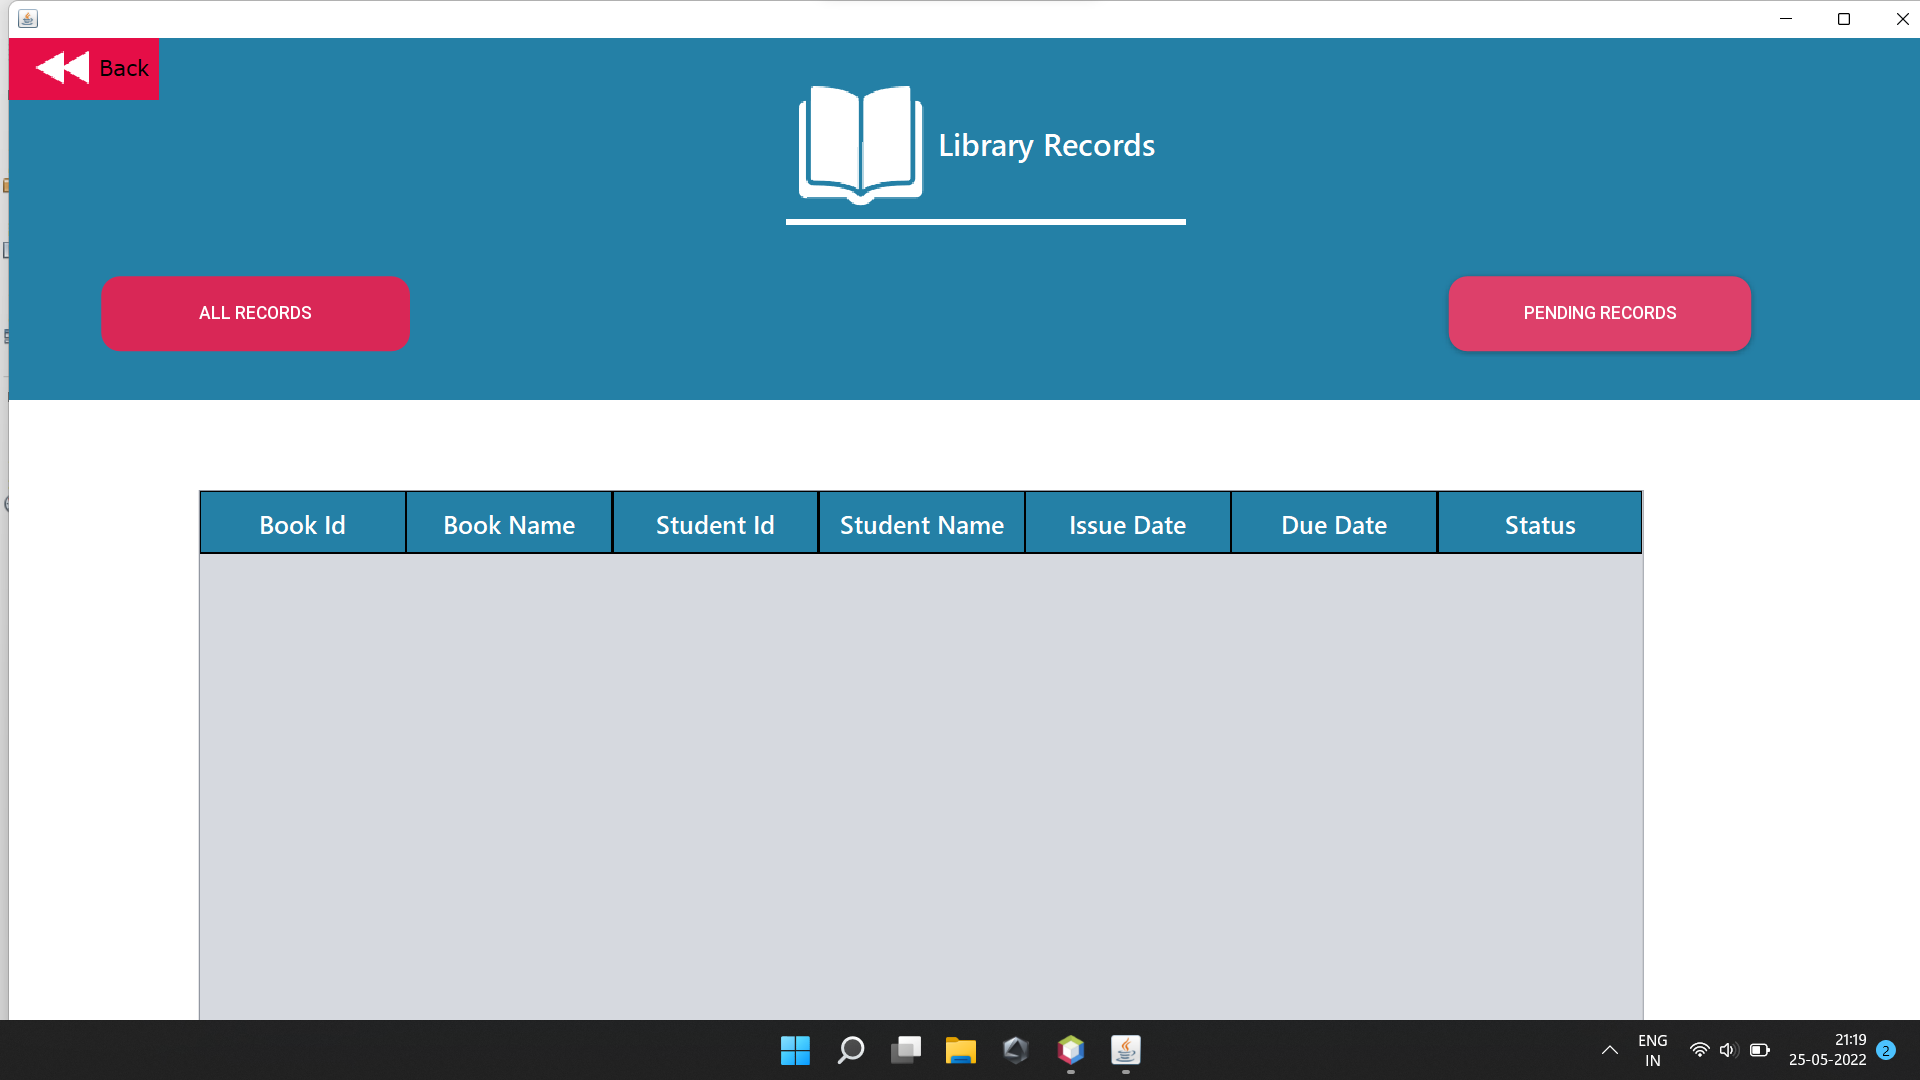 Back
Library Records
ALL RECORDS
PENDING RECORDS
Book Id Book Name Student Id Student Name Issue Date Due Date Status
ENG
IN
21:19
25-05-2022
2